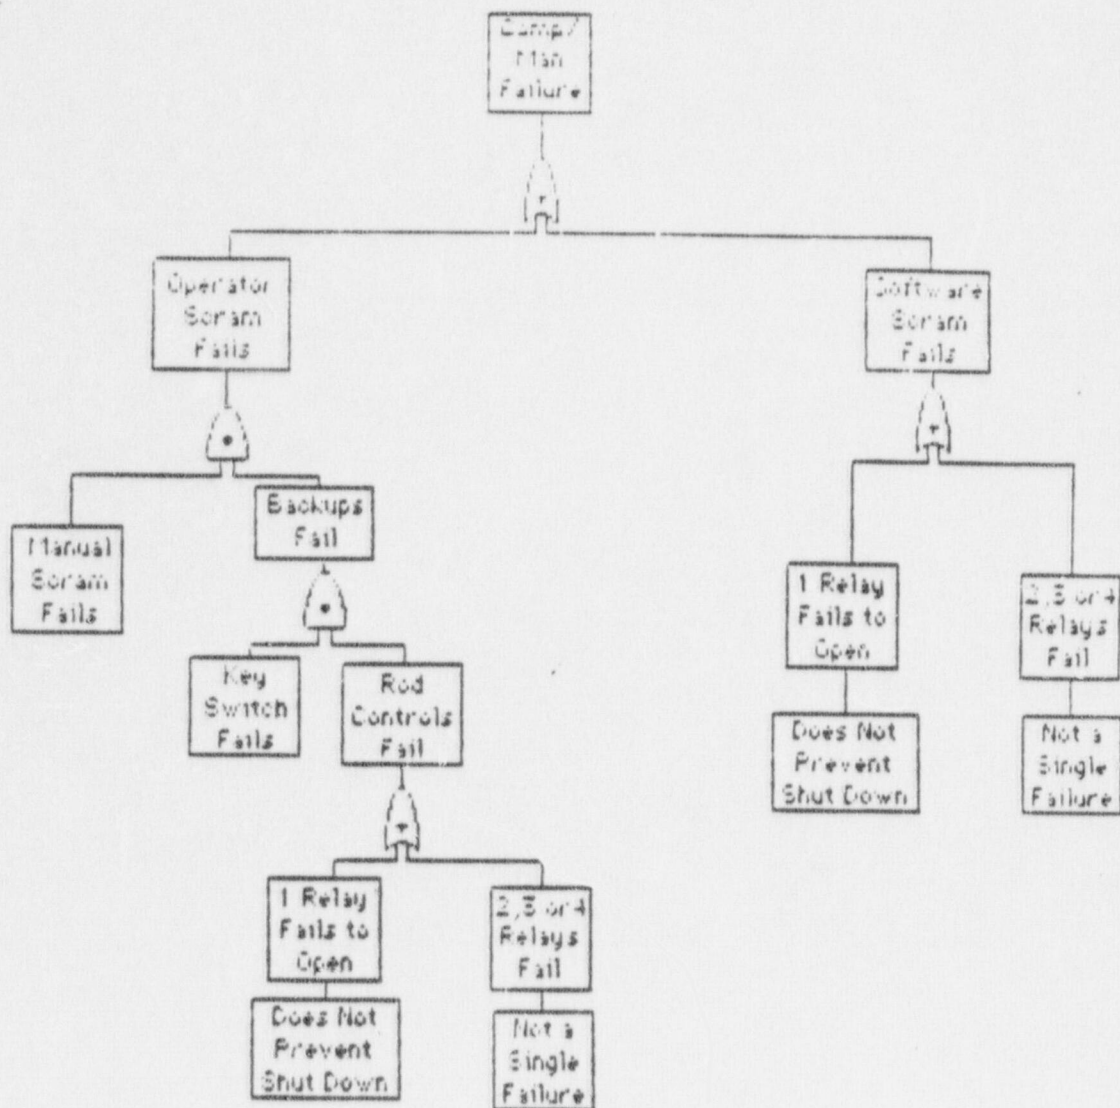 Comp/
Man
Failure
Operator
Scram
Fails
Software
Scram
Fails
Manual
Scram
Fails
Backups
Fail
Key
Switch
Fails
Rod
Controls
Fail
1 Relay
Fails to
Open
2,3 or 4
Relays
Fail
Does Not
Prevent
Shut Down
Not a
Single
Failure
1 Relay
Fails to
Open
2,3 or 4
Relays
Fail
Does Not
Prevent
Shut Down
Not a
Single
Failure